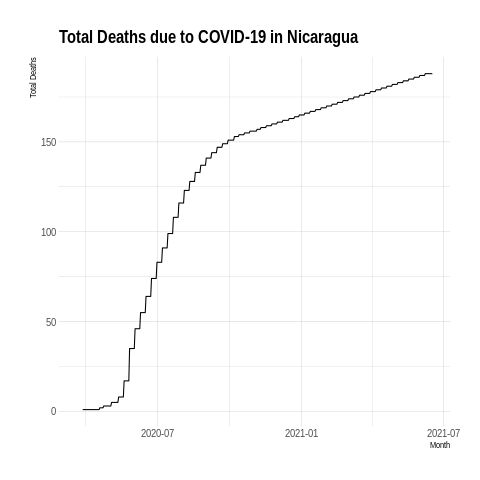 Total Deaths due to COVID-19 in Nicaragua
Total Deaths
150
100
50
0
2020-07
2021-01
2021-07
Month